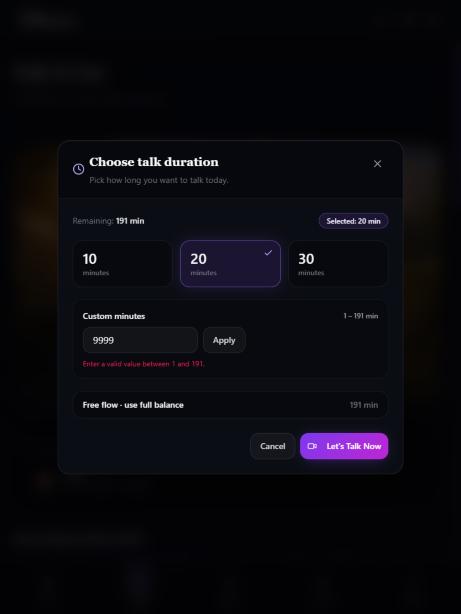 Choose talk duration
Pick how long you want to talk today.
Remaining: 191 min
Selected: 20 min
10
minutes
20
minutes
30
minutes
Custom minutes
1 – 191 min
9999
Apply
Enter a valid value between 1 and 191.
Free flow · use full balance
191 min
Cancel
Let's Talk Now